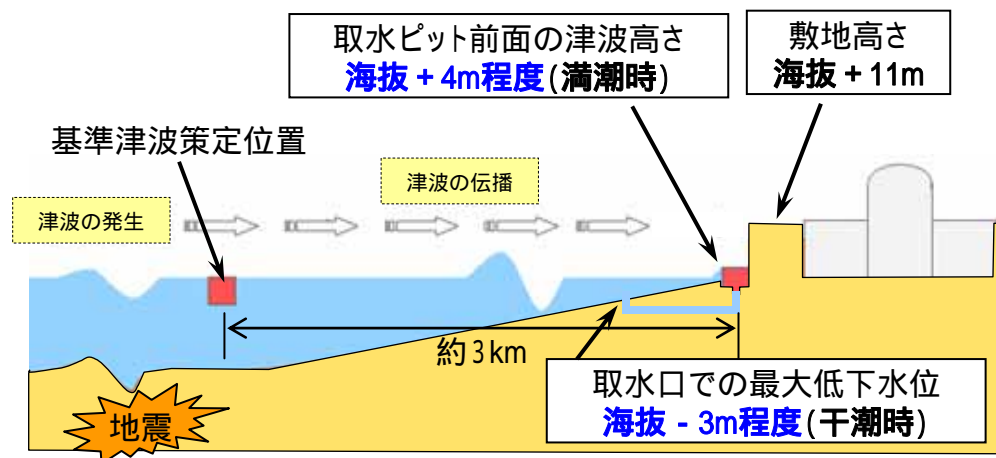 取水ピット前面の津波高さ
海抜+4m程度(満潮時)
敷地高さ
海抜+11m
基準津波策定位置
津波の伝播
津波の発生
約3km
取水口での最大低下水位
海抜-3m程度(干潮時)
地震